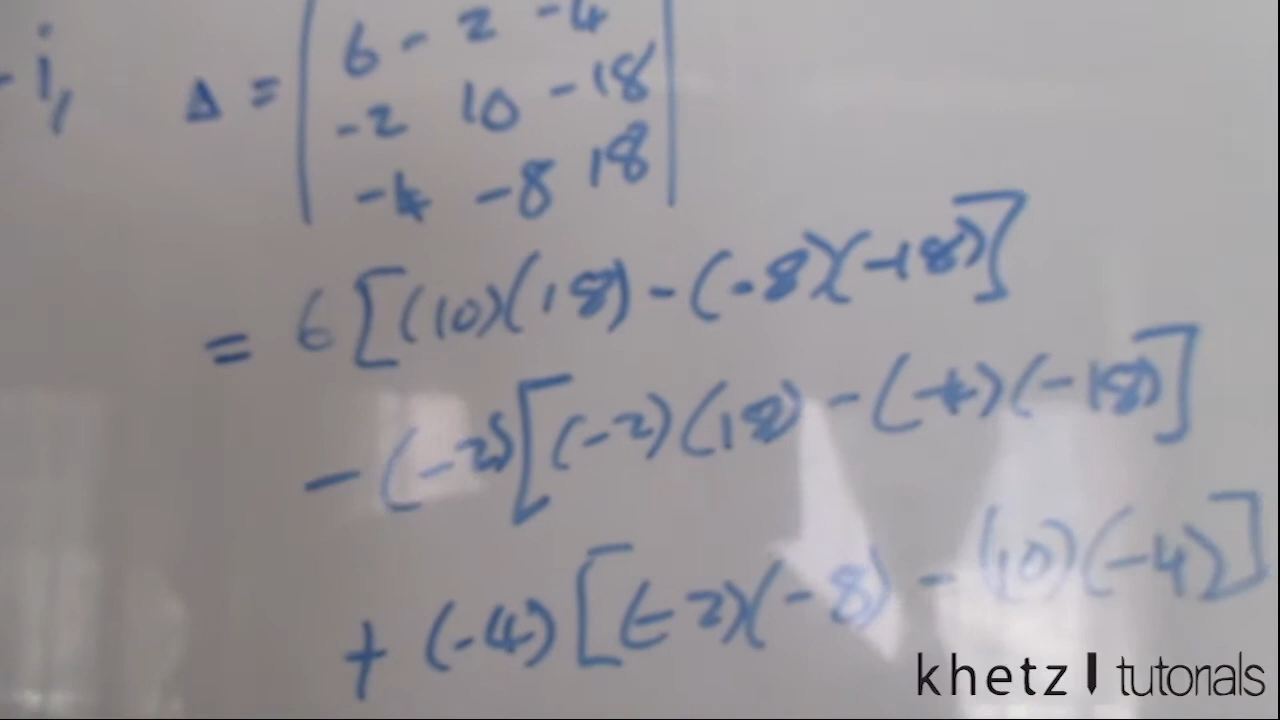 - i,
Δ = | 6 - 2 -4 |
| -2 10 -18 |
| -4 -8 18 |
= 6 [(10)(18) - (-8)(-18)]
- (-2) [(-2)(18) - (-4)(-18)]
+ (-4) [(-2)(-8) - (10)(-4)]
khetz tutorials